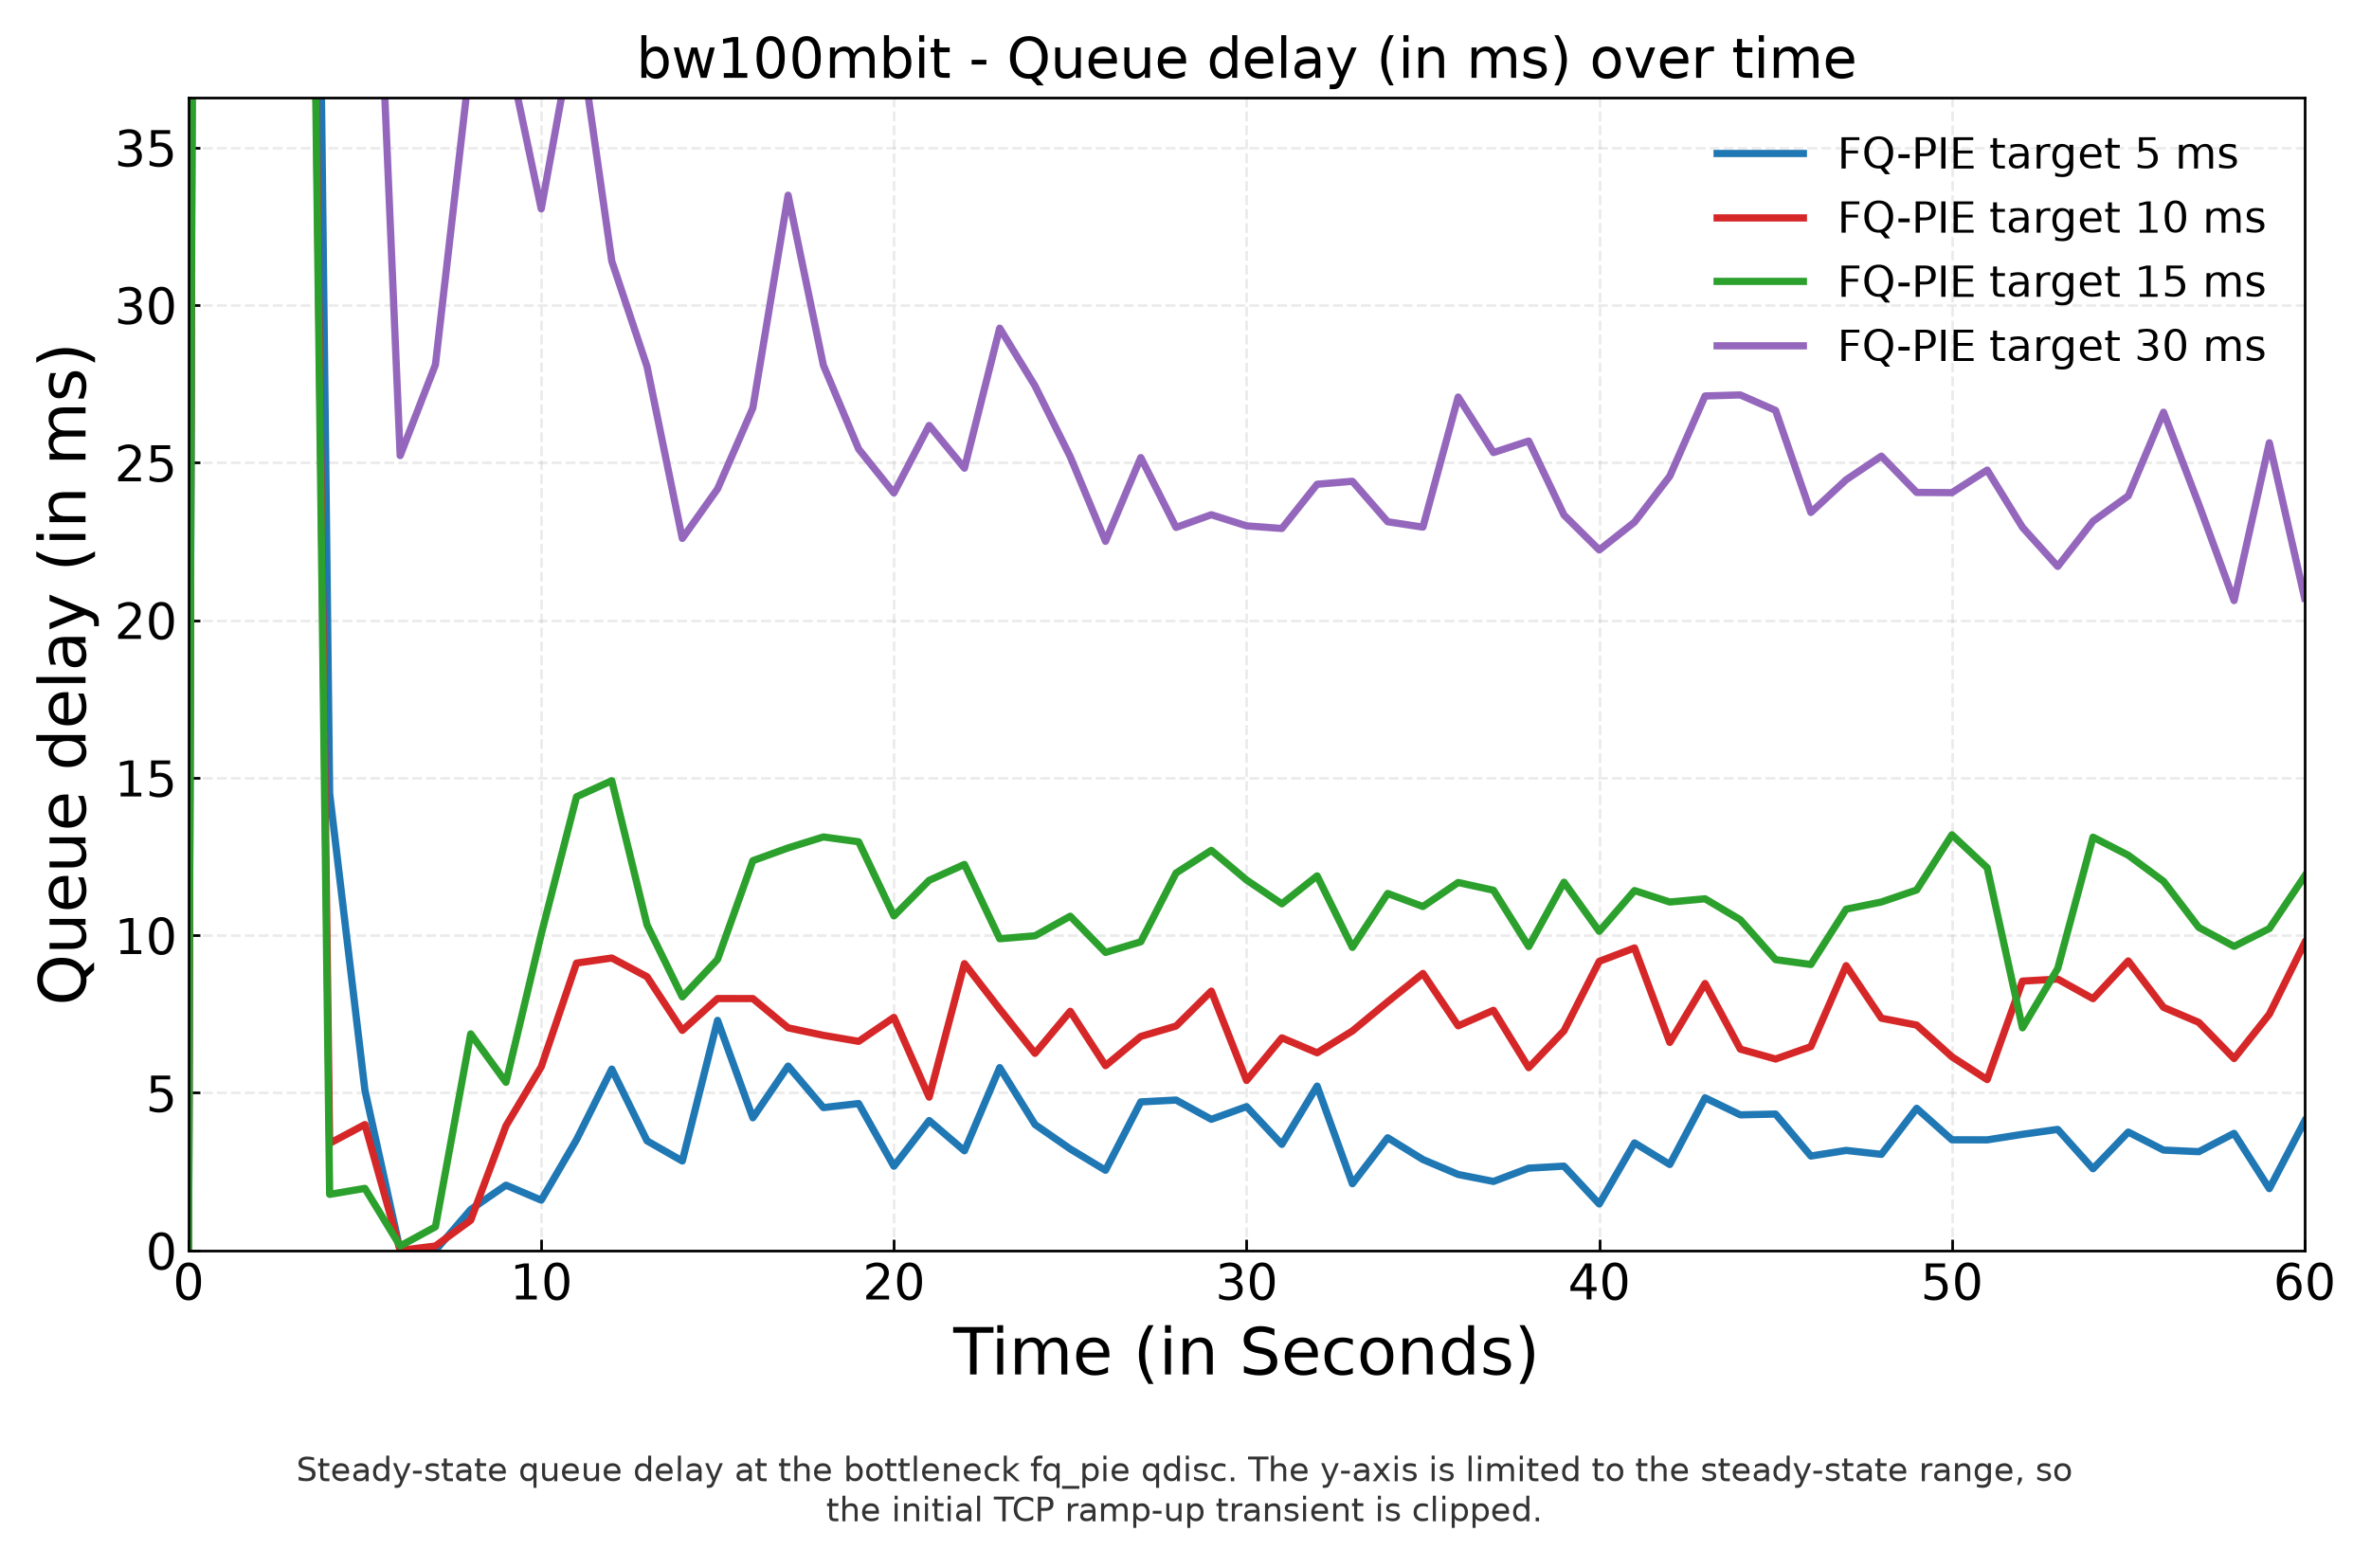 bw100mbit - Queue delay (in ms) over time
Queue delay (in ms)
35
30
25
20
15
10
5
0
FQ-PIE target 5 ms
FQ-PIE target 10 ms
FQ-PIE target 15 ms
FQ-PIE target 30 ms
0 10 20 30 40 50 60
Time (in Seconds)
Steady-state queue delay at the bottleneck fq_pie qdisc. The y-axis is limited to the steady-state range, so
the initial TCP ramp-up transient is clipped.